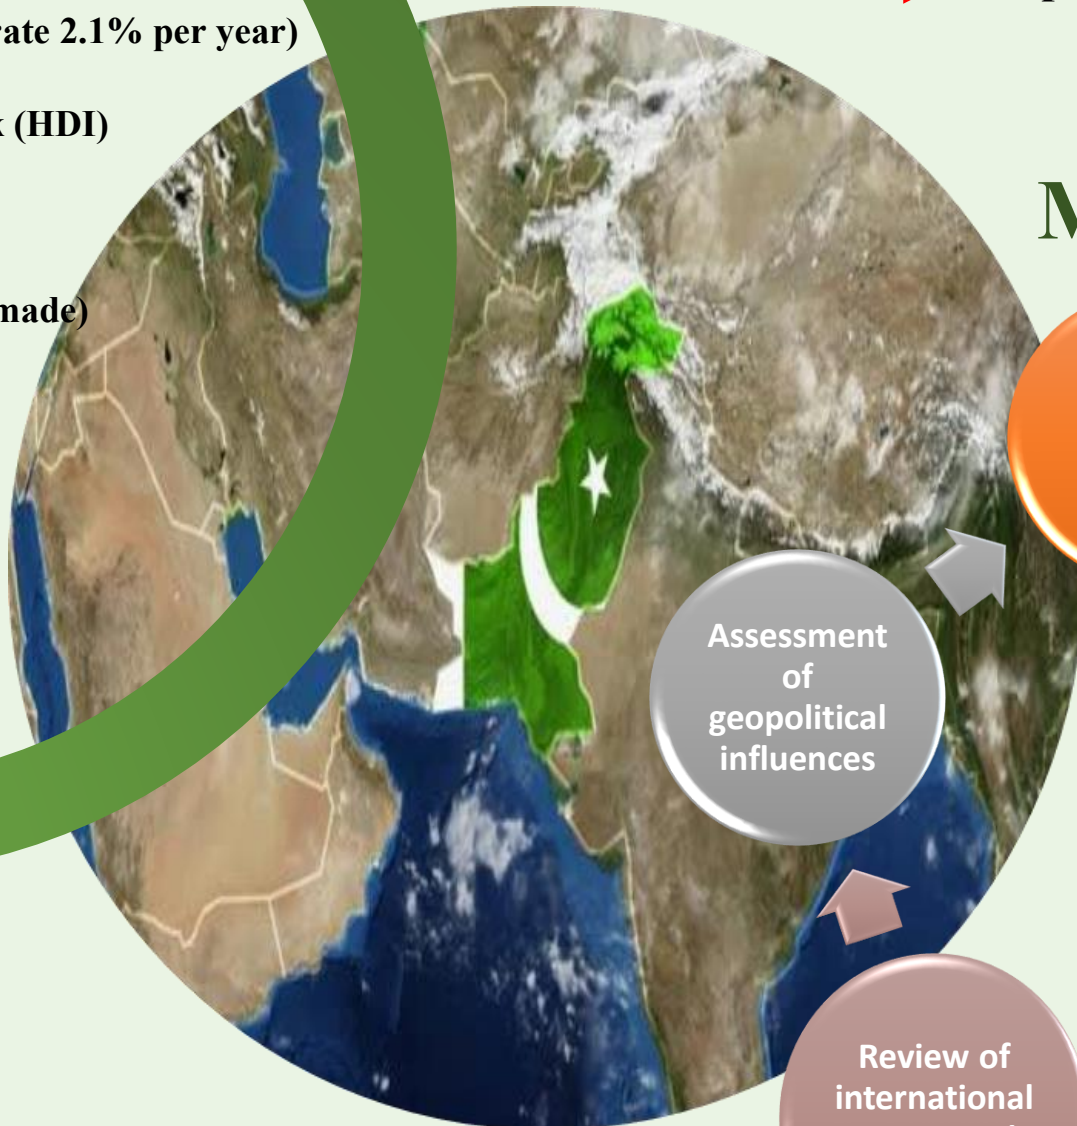 rate 2.1% per year)
(HDI)
made)
M
Assessment
of
geopolitical
influences
Review of
international